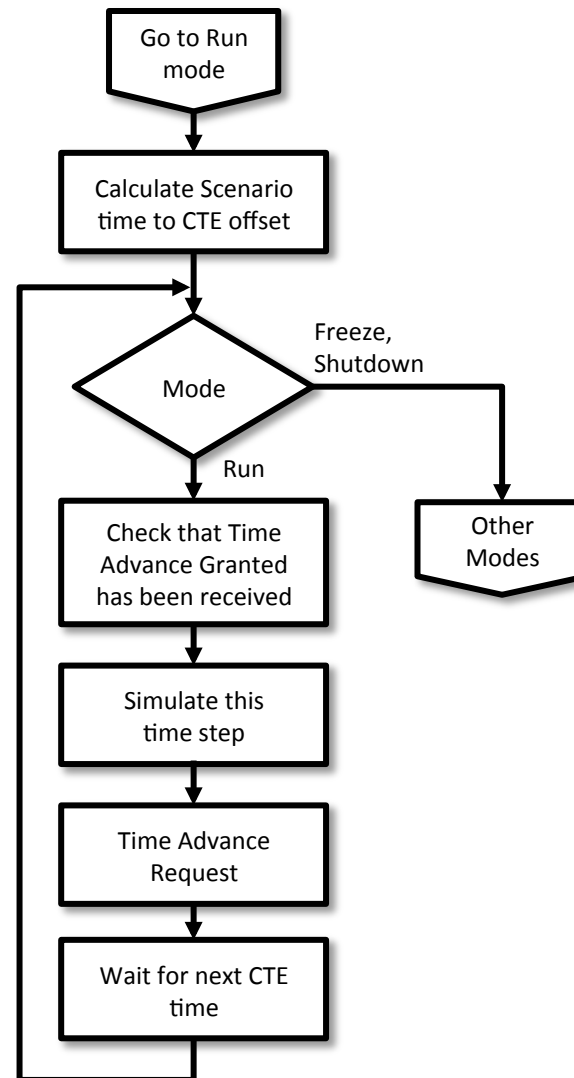 Go to Run
mode
Calculate Scenario
time to CTE offset
Freeze,
Shutdown
Mode
Run
Check that Time
Advance Granted
has been received
Other
Modes
Simulate this
time step
Time Advance
Request
Wait for next CTE
time